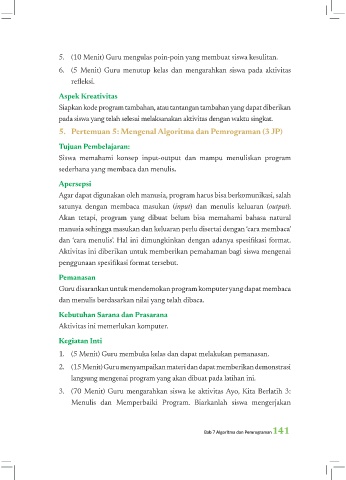 5. (10 Menit) Guru mengulas poin-poin yang membuat siswa kesulitan.
6. (5 Menit) Guru menutup kelas dan mengarahkan siswa pada aktivitas
refleksi.
Aspek Kreativitas
Siapkan kode program tambahan, atau tantangan tambahan yang dapat diberikan
pada siswa yang telah selesai melaksanakan aktivitas dengan waktu singkat.
5. Pertemuan 5: Mengenal Algoritma dan Pemrograman (3 JP)
Tujuan Pembelajaran:
Siswa memahami konsep input-output dan mampu menuliskan program
sederhana yang membaca dan menulis.
Apersepsi
Agar dapat digunakan oleh manusia, program harus bisa berkomunikasi, salah
satunya dengan membaca masukan (input) dan menulis keluaran (output).
Akan tetapi, program yang dibuat belum bisa memahami bahasa natural
manusia sehingga masukan dan keluaran perlu disertai dengan 'cara membaca'
dan 'cara menulis'. Hal ini dimungkinkan dengan adanya spesifikasi format.
Aktivitas ini diberikan untuk memberikan pemahaman bagi siswa mengenai
penggunaan spesifikasi format tersebut.
Pemanasan
Guru disarankan untuk mendemokan program komputer yang dapat membaca
dan menulis berdasarkan nilai yang telah dibaca.
Kebutuhan Sarana dan Prasarana
Aktivitas ini memerlukan komputer.
Kegiatan Inti
1. (5 Menit) Guru membuka kelas dan dapat melakukan pemanasan.
2. (15 Menit) Guru menyampaikan materi dan dapat memberikan demonstrasi
langsung mengenai program yang akan dibuat pada latihan ini.
3. (70 Menit) Guru mengarahkan siswa ke aktivitas Ayo, Kita Berlatih 3:
Menulis dan Memperbaiki Program. Biarkanlah siswa mengerjakan
Bab 7 Algoritma dan Pemrograman 141